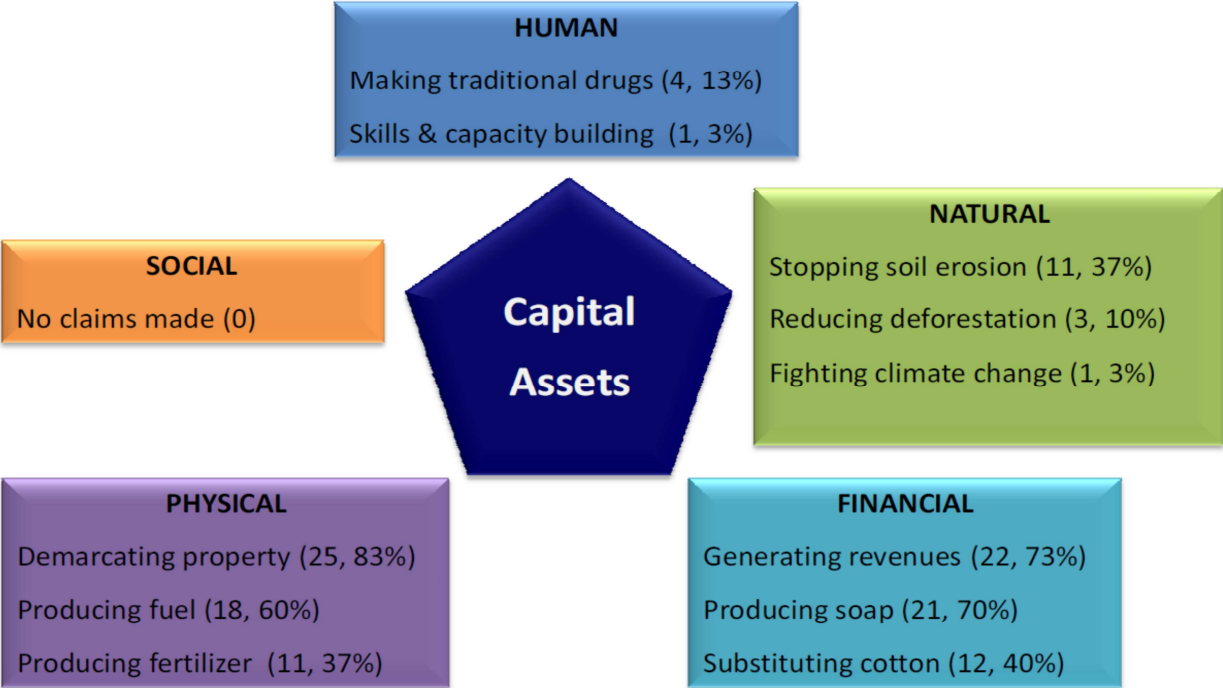 HUMAN
Making traditional drugs (4, 13%)
Skills & capacity building (1, 3%)
NATURAL
Stopping soil erosion (11, 37%)
Reducing deforestation (3, 10%)
Fighting climate change (1, 3%)
SOCIAL
No claims made (0)
Capital
Assets
PHYSICAL
Demarcating property (25, 83%)
Producing fuel (18, 60%)
Producing fertilizer (11, 37%)
FINANCIAL
Generating revenues (22, 73%)
Producing soap (21, 70%)
Substituting cotton (12, 40%)